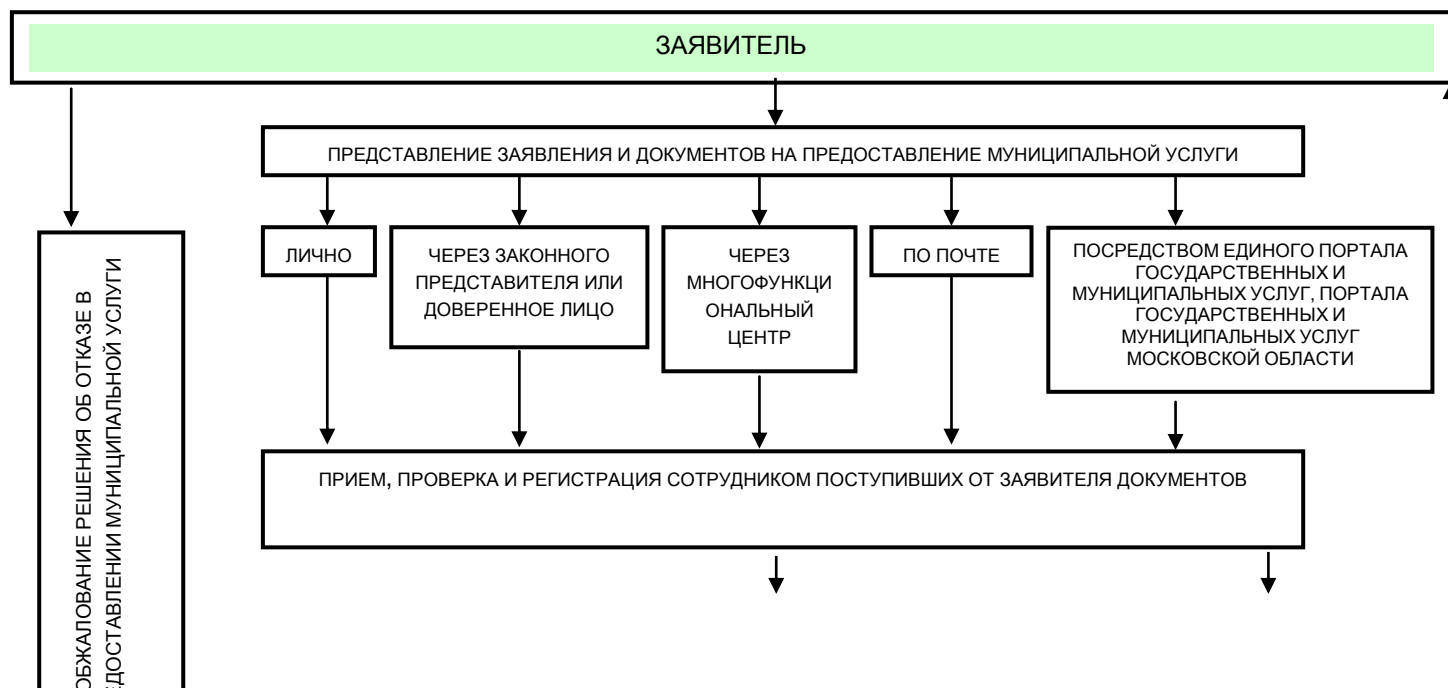 ЗАЯВИТЕЛЬ
ПРЕДСТАВЛЕНИЕ ЗАЯВЛЕНИЯ И ДОКУМЕНТОВ НА ПРЕДОСТАВЛЕНИЕ МУНИЦИПАЛЬНОЙ УСЛУГИ
ЛИЧНО
ЧЕРЕЗ ЗАКОННОГО
ПРЕДСТАВИТЕЛЯ ИЛИ
ДОВЕРЕННОЕ ЛИЦО
ЧЕРЕЗ
МНОГОФУНКЦИ
ОНАЛЬНЫЙ
ЦЕНТР
ПО ПОЧТЕ
ПОСРЕДСТВОМ ЕДИНОГО ПОРТАЛА
ГОСУДАРСТВЕННЫХ И
МУНИЦИПАЛЬНЫХ УСЛУГ, ПОРТАЛА
ГОСУДАРСТВЕННЫХ И
МУНИЦИПАЛЬНЫХ УСЛУГ
МОСКОВСКОЙ ОБЛАСТИ
ПРИЕМ, ПРОВЕРКА И РЕГИСТРАЦИЯ СОТРУДНИКОМ ПОСТУПИВШИХ ОТ ЗАЯВИТЕЛЯ ДОКУМЕНТОВ
ОБЖАЛОВАНИЕ РЕШЕНИЯ ОБ ОТКАЗЕ В
ЕДОСТАВЛЕНИИ МУНИЦИПАЛЬНОЙ УСЛУГИ